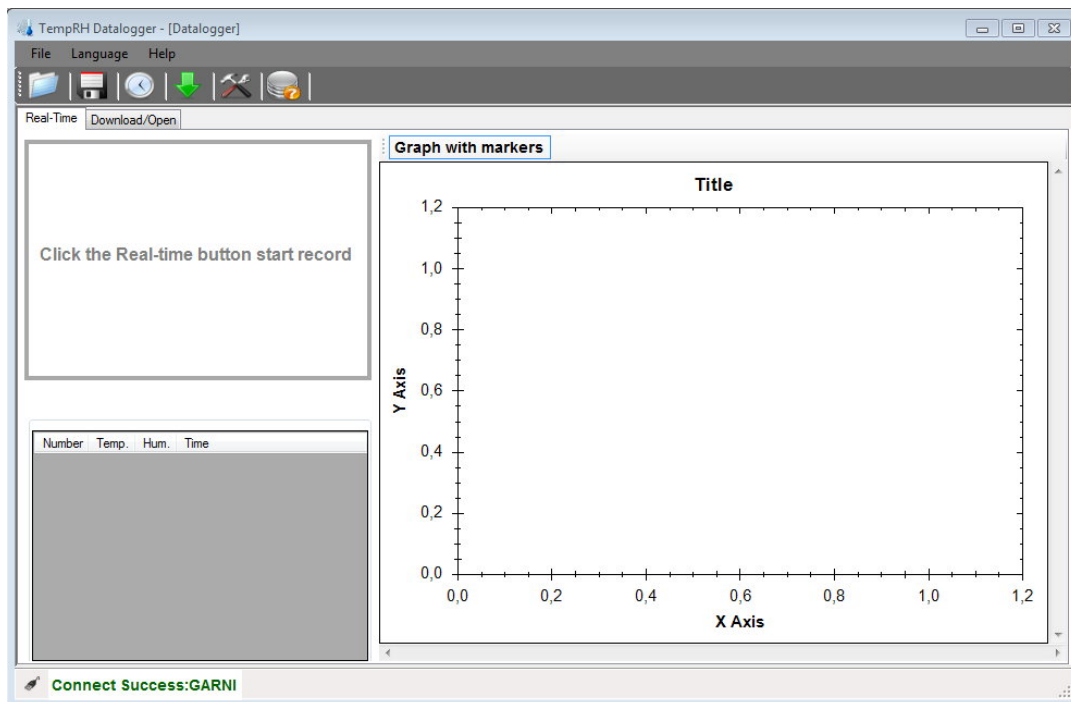 TempRH Datalogger - [Datalogger]
File Language Help
Real-Time Download/Open
Click the Real-time button start record
Number Temp. Hum. Time
Graph with markers
Title
1,2
1,0
0,8
0,6
0,4
0,2
0,0
Y Axis
0,0 0,2 0,4 0,6 0,8 1,0 1,2
X Axis
Connect Success:GARNI